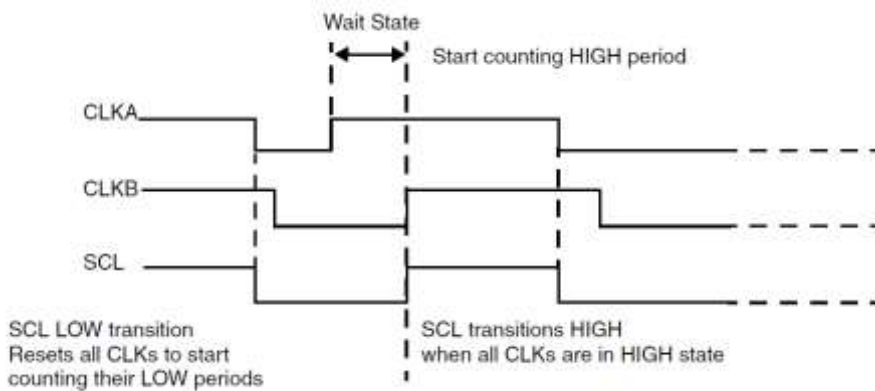 Wait State
Start counting HIGH period
CLKA
CLKB
SCL
SCL LOW transition
Resets all CLKs to start
counting their LOW periods
SCL transitions HIGH
when all CLKs are in HIGH state